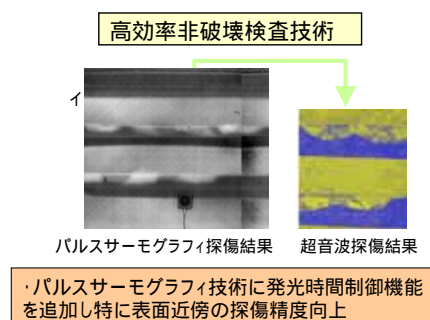 高効率非破壊検査技術
イ
パルスサーモグラフィ探傷結果
超音波探傷結果
・パルスサーモグラフィ技術に発光時間制御機能
を追加し特に表面近傍の探傷精度向上